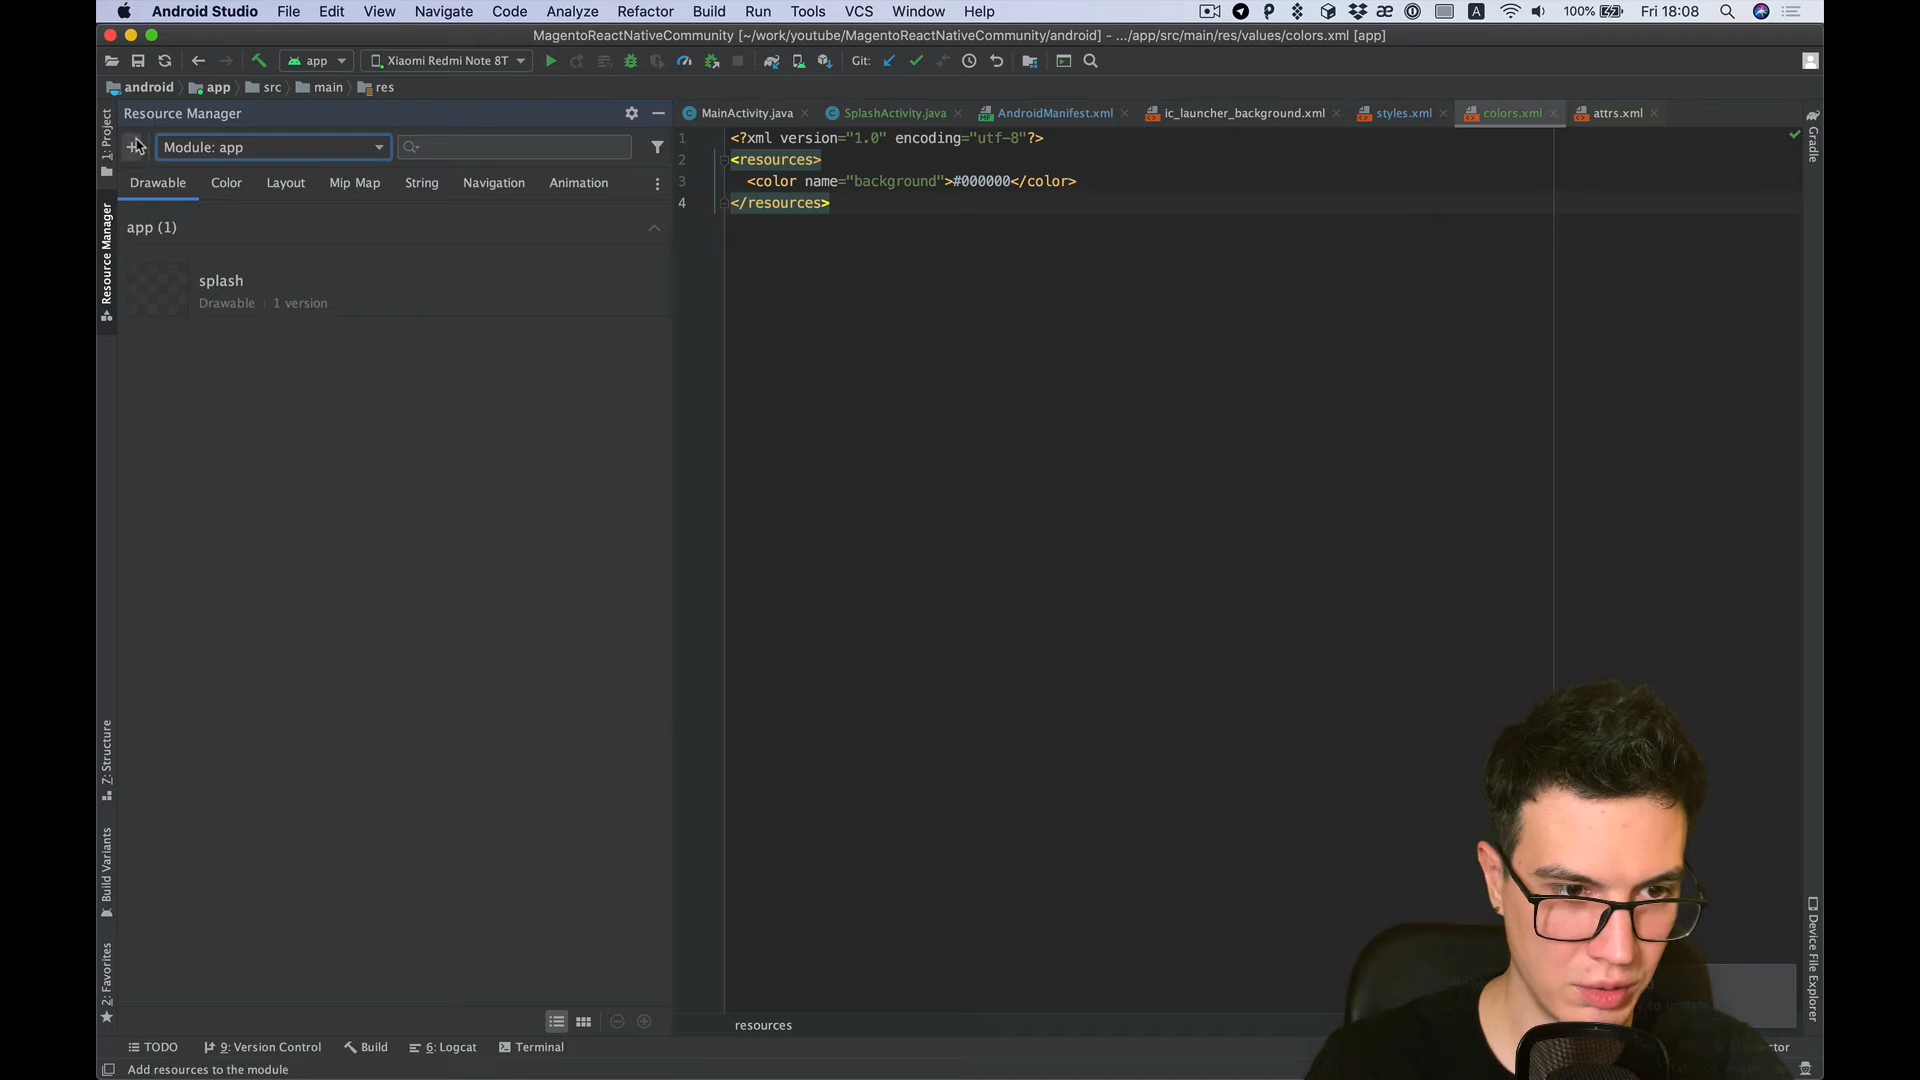 Android Studio File Edit View Navigate Code Analyze Refactor Build Run Tools VCS Window Help 100% Fri 18:08
MagentoReactNativeCommunity [~/work/youtube/MagentoReactNativeCommunity/android] - .../app/src/main/res/values/colors.xml [app]
app Xiaomi Redmi Note 8T Git:
android app src main res
Resource Manager
MainActivity.java SplashActivity.java AndroidManifest.xml ic_launcher_background.xml styles.xml colors.xml attrs.xml
Module: app
Drawable Color Layout Mip Map String Navigation Animation
app (1)
splash
Drawable 1 version
1 <?xml version="1.0" encoding="utf-8"?>
2 <resources>
3 <color name="background">#000000</color>
4 </resources>
1: Project
Resource Manager
7: Structure
Build Variants
2: Favorites
Gradle
Device File Explorer
resources
TODO 9: Version Control Build 6: Logcat Terminal
Add resources to the module